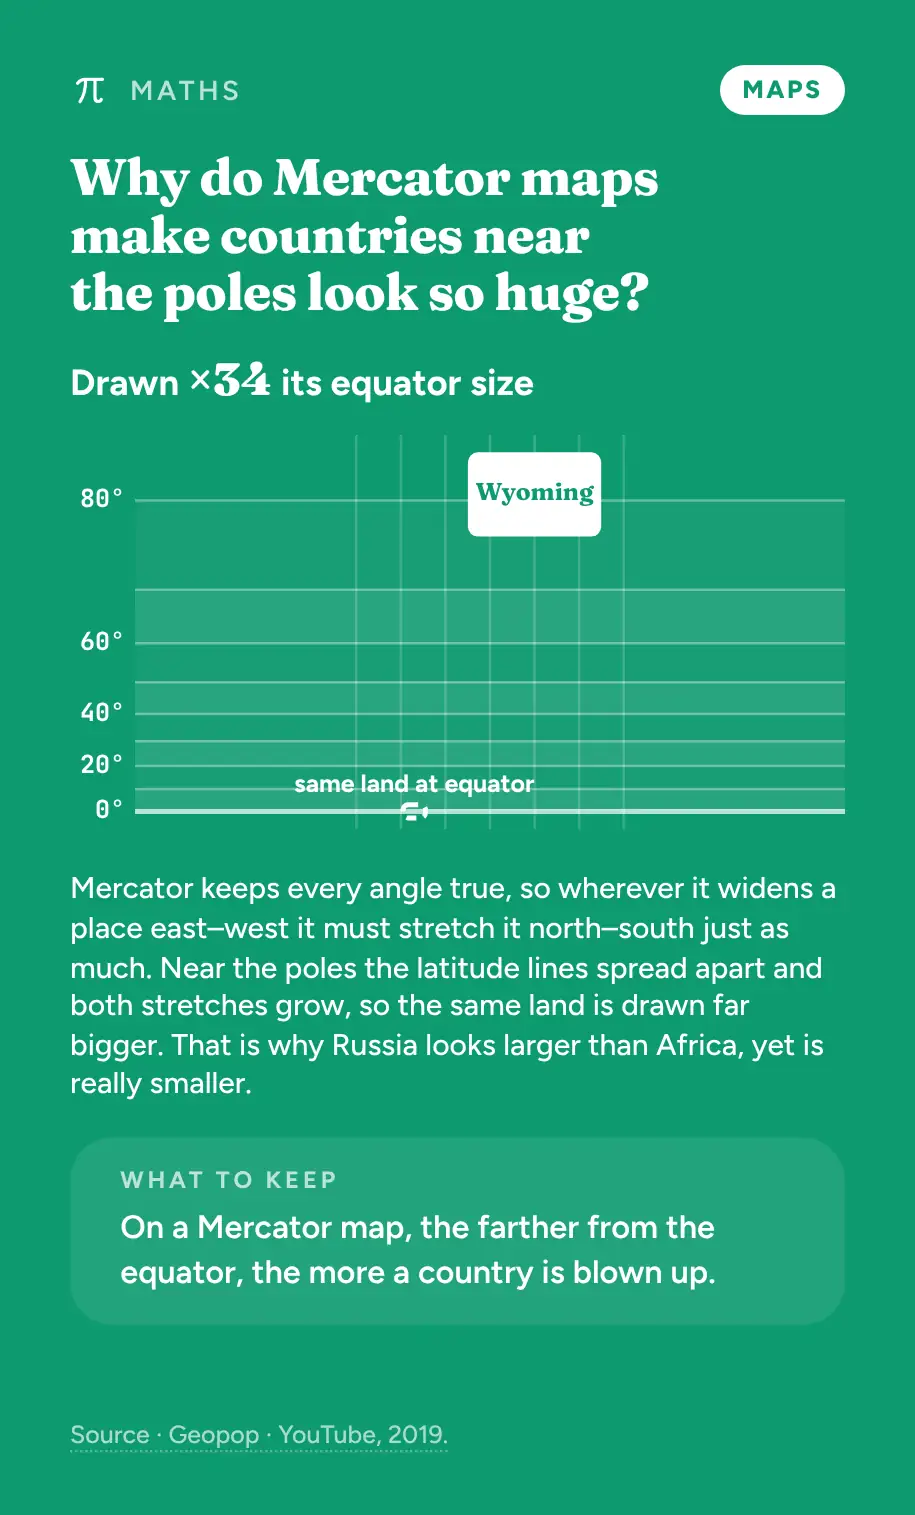 π MATHS
MAPS
Why do Mercator maps
make countries near
the poles look so huge?
Drawn ×34 its equator size
Wyoming
80°
60°
40°
20°
same land at equator
0°
Mercator keeps every angle true, so wherever it widens a
place east–west it must stretch it north–south just as
much. Near the poles the latitude lines spread apart and
both stretches grow, so the same land is drawn far
bigger. That is why Russia looks larger than Africa, yet is
really smaller.
WHAT TO KEEP
On a Mercator map, the farther from the
equator, the more a country is blown up.
Source · Geopop · YouTube, 2019.